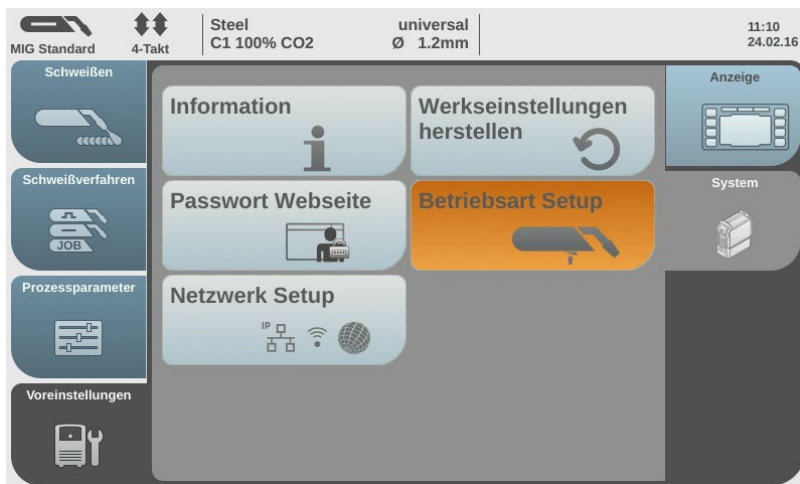 MIG Standard
4-Takt
Steel
universal
C1 100% CO2
Ø 1.2mm
11:10
24.02.16
Schweißen
Schweißverfahren
JOB
Prozessparameter
Voreinstellungen
Information
Werkseinstellungen
herstellen
Passwort Webseite
Betriebsart Setup
Netzwerk Setup
IP
Anzeige
System